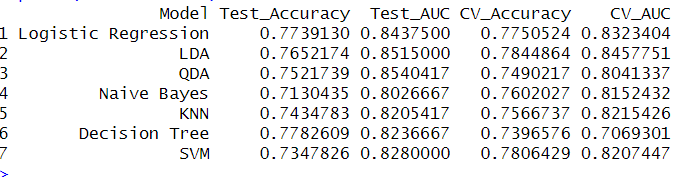 Model Test_Accuracy Test_AUC CV_Accuracy CV_AUC
1 Logistic Regression 0.7739130 0.8437500 0.7750524 0.8323404
2 LDA 0.7652174 0.8515000 0.7844864 0.8457751
3 QDA 0.7521739 0.8540417 0.7490217 0.8041337
4 Naive Bayes 0.7130435 0.8026667 0.7602027 0.8152432
5 KNN 0.7434783 0.8205417 0.7566737 0.8215426
6 Decision Tree 0.7782609 0.8236667 0.7396576 0.7069301
7 SVM 0.7347826 0.8280000 0.7806429 0.8207447
>